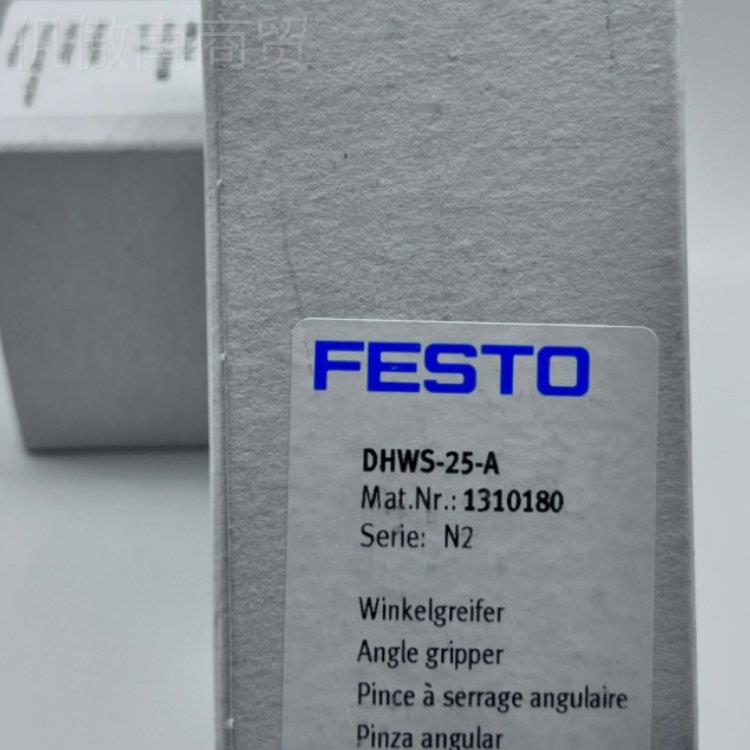 FESTO
DHWS-25-A
Mat.Nr.: 1310180
Serie: N2
Winkelgreifer
Angle gripper
Pince à serrage angulaire
Pinza angular